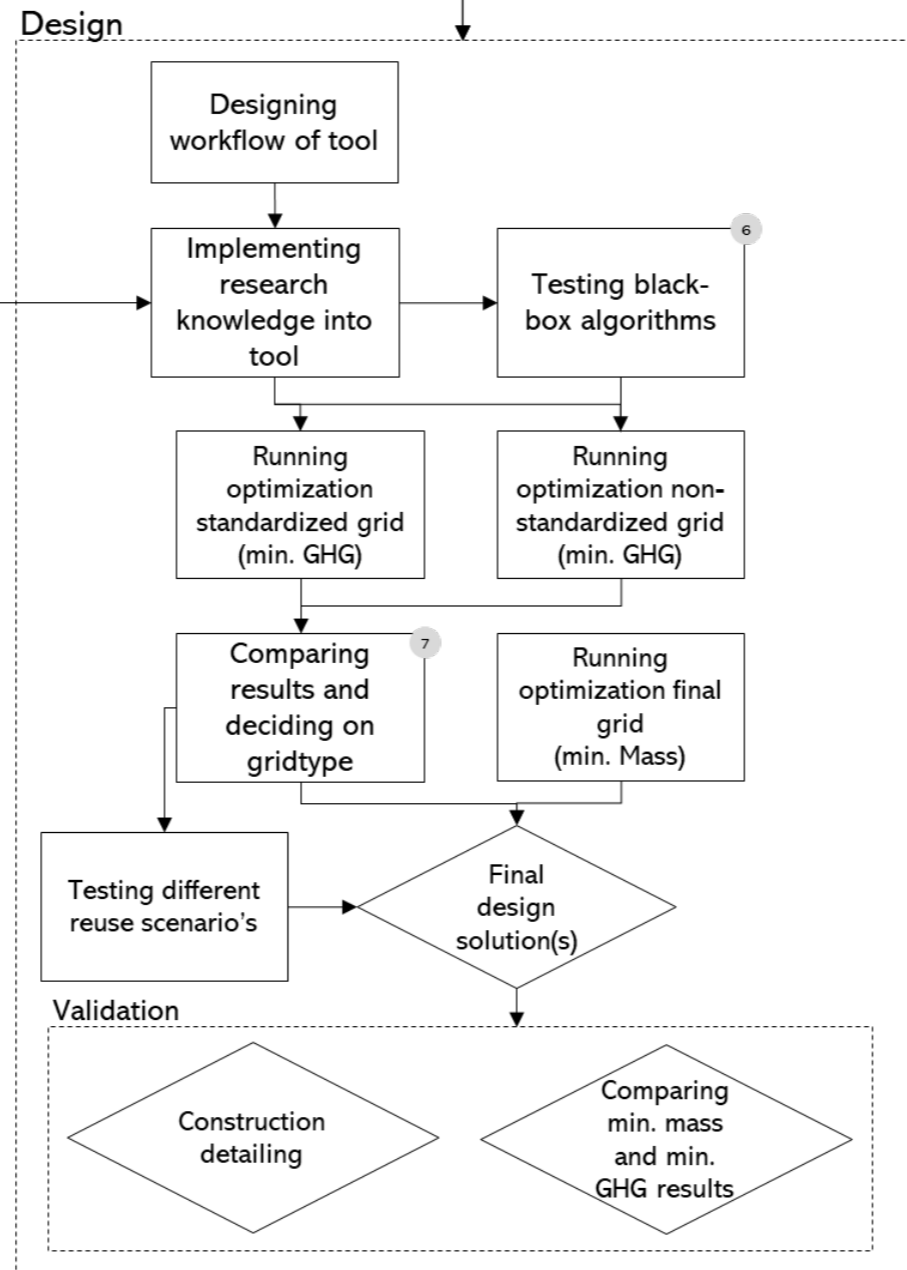 Design
Designing
workflow of tool
Implementing
research
knowledge into
tool
6
Testing black-
box algorithms
Running
optimization
standardized grid
(min. GHG)
Running
optimization non-
standardized grid
(min. GHG)
7
Comparing
results and
deciding on
gridtype
Running
optimization final
grid
(min. Mass)
Testing different
reuse scenario's
Final
design
solution(s)
Validation
Construction
detailing
Comparing
min. mass
and min.
GHG results